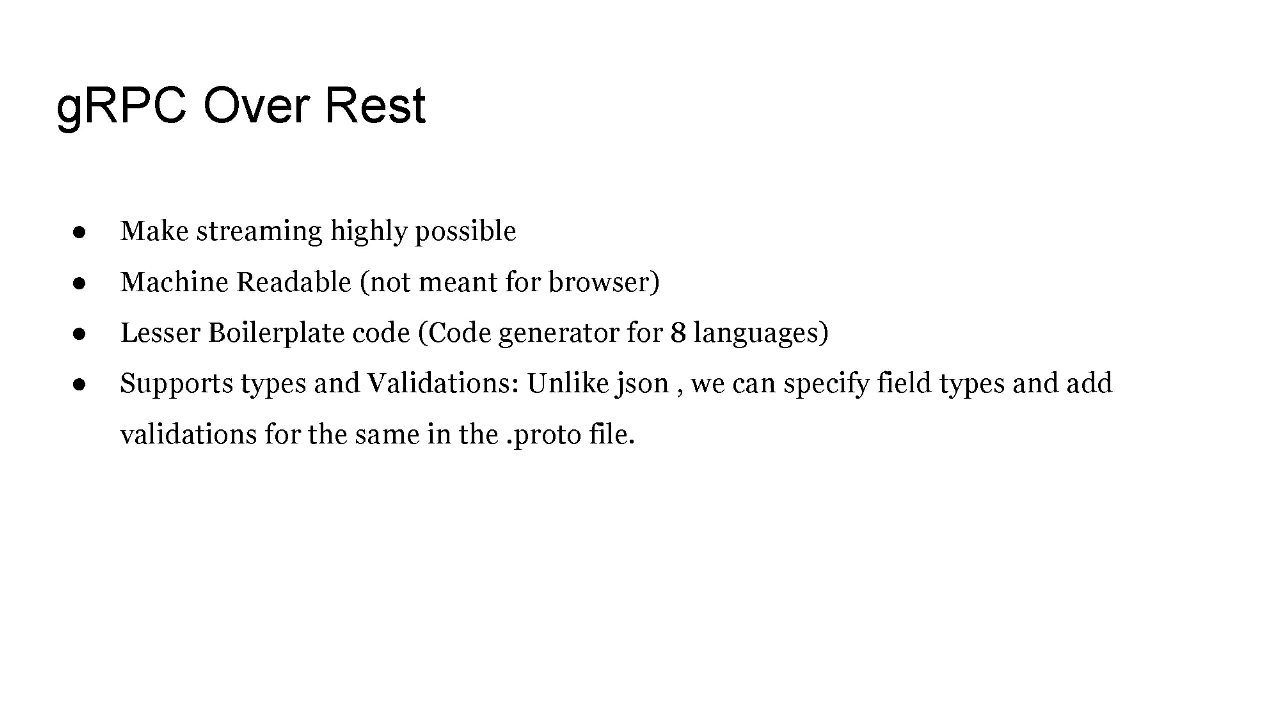 gRPC Over Rest
● Make streaming highly possible
● Machine Readable (not meant for browser)
● Lesser Boilerplate code (Code generator for 8 languages)
● Supports types and Validations: Unlike json , we can specify field types and add
validations for the same in the .proto file.